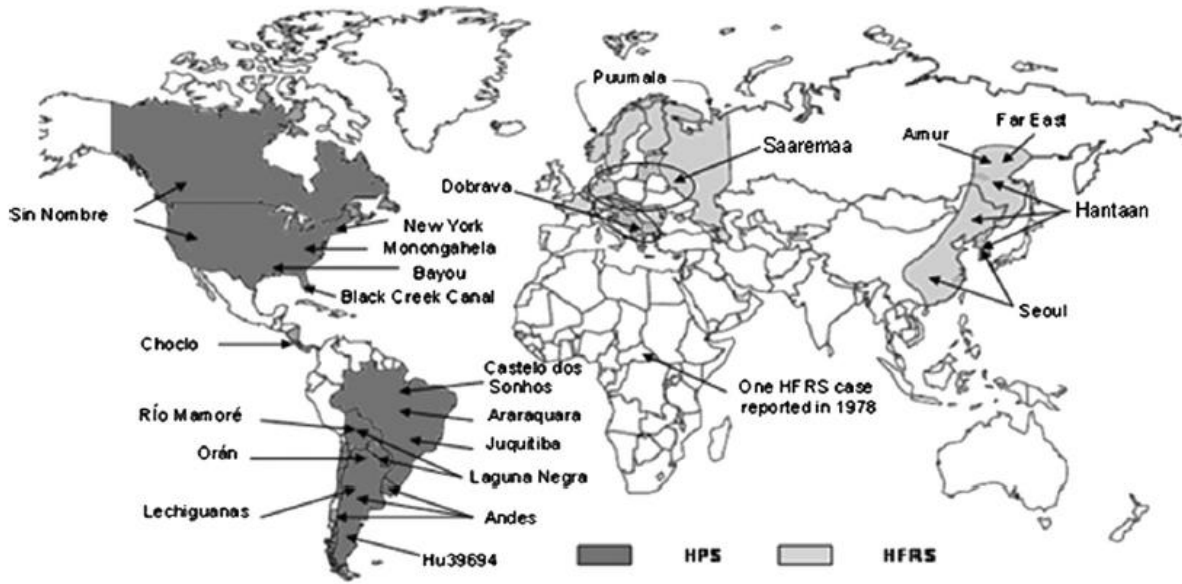 Puumala
Saaremaa
Amur
Far East
Dobrava
Hantaan
Sin Nombre
New York
Monongahela
Bayou
Black Creek Canal
Seoul
Choclo
Castelo dos
Sonhos
One HFRS case
reported in 1978
Río Mamoré
Araraquara
Juquitiba
Orán
Laguna Negra
Lechiguanas
Andes
Hu39694
HPS
HFRS